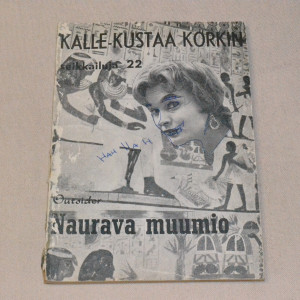 KALLE-KUSTAA KORKIN
seikkailuja 22
Outsider
Naurava muumio